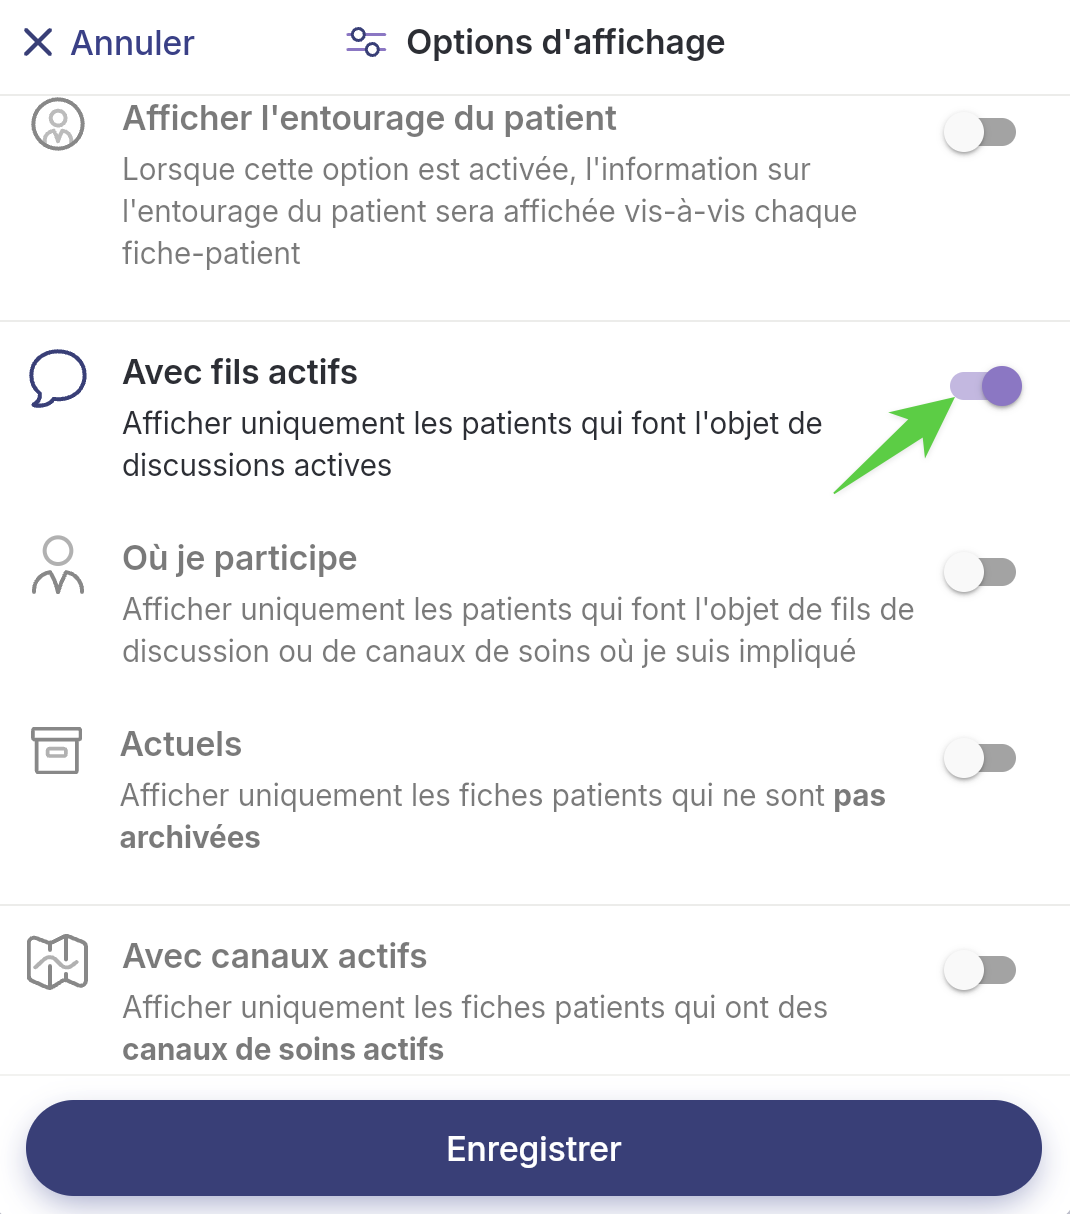 Annuler
Options d'affichage
Afficher l'entourage du patient
Lorsque cette option est activée, l'information sur
l'entourage du patient sera affichée vis-à-vis chaque
fiche-patient
Avec fils actifs
Afficher uniquement les patients qui font l'objet de
discussions actives
Où je participe
Afficher uniquement les patients qui font l'objet de fils de
discussion ou de canaux de soins où je suis impliqué
Actuels
Afficher uniquement les fiches patients qui ne sont pas
archivées
Avec canaux actifs
Afficher uniquement les fiches patients qui ont des
canaux de soins actifs
Enregistrer